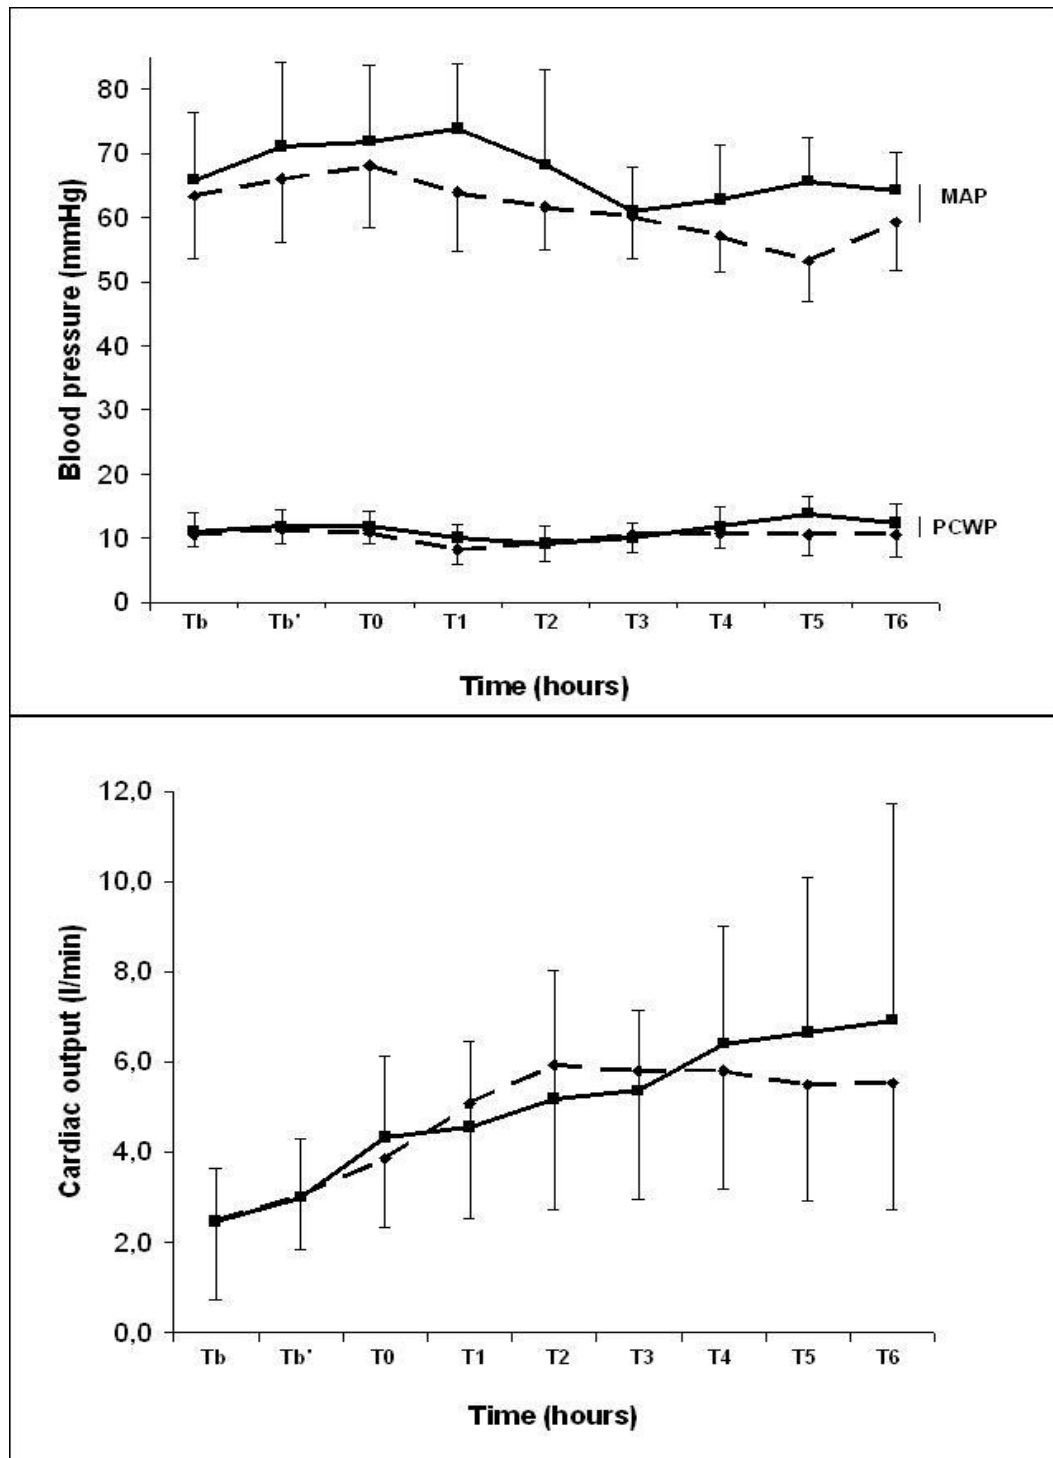 80
70
60
50
40
30
20
10
0
Blood pressure (mmHg)
MAP
PCWP
Tb Tb' T0 T1 T2 T3 T4 T5 T6
Time (hours)
12,0
10,0
8,0
6,0
4,0
2,0
0,0
Cardiac output (l/min)
Tb Tb' T0 T1 T2 T3 T4 T5 T6
Time (hours)